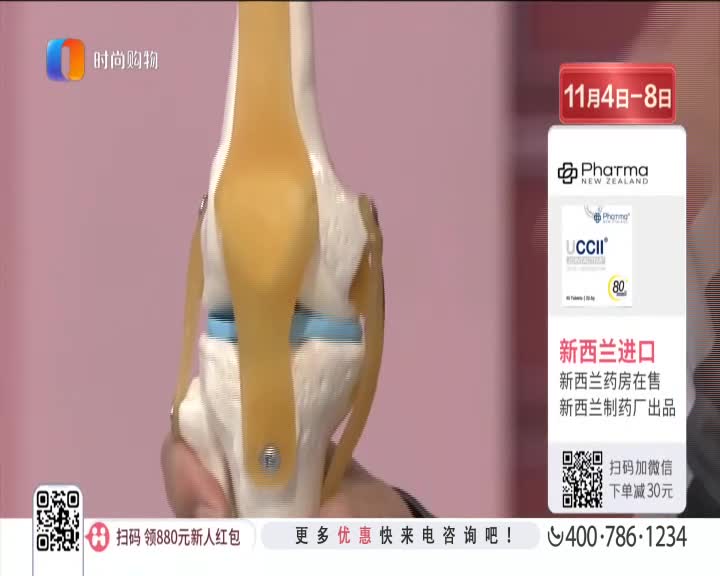 时尚购物
11月4日-8日
Pharma
NEW ZEALAND
Pharma
UCCII
80
新西兰进口
新西兰药房在售
新西兰制药厂出品
扫码加微信
下单减30元
扫码 领880元新人红包
更多优惠快来电咨询吧!
400·786·1234